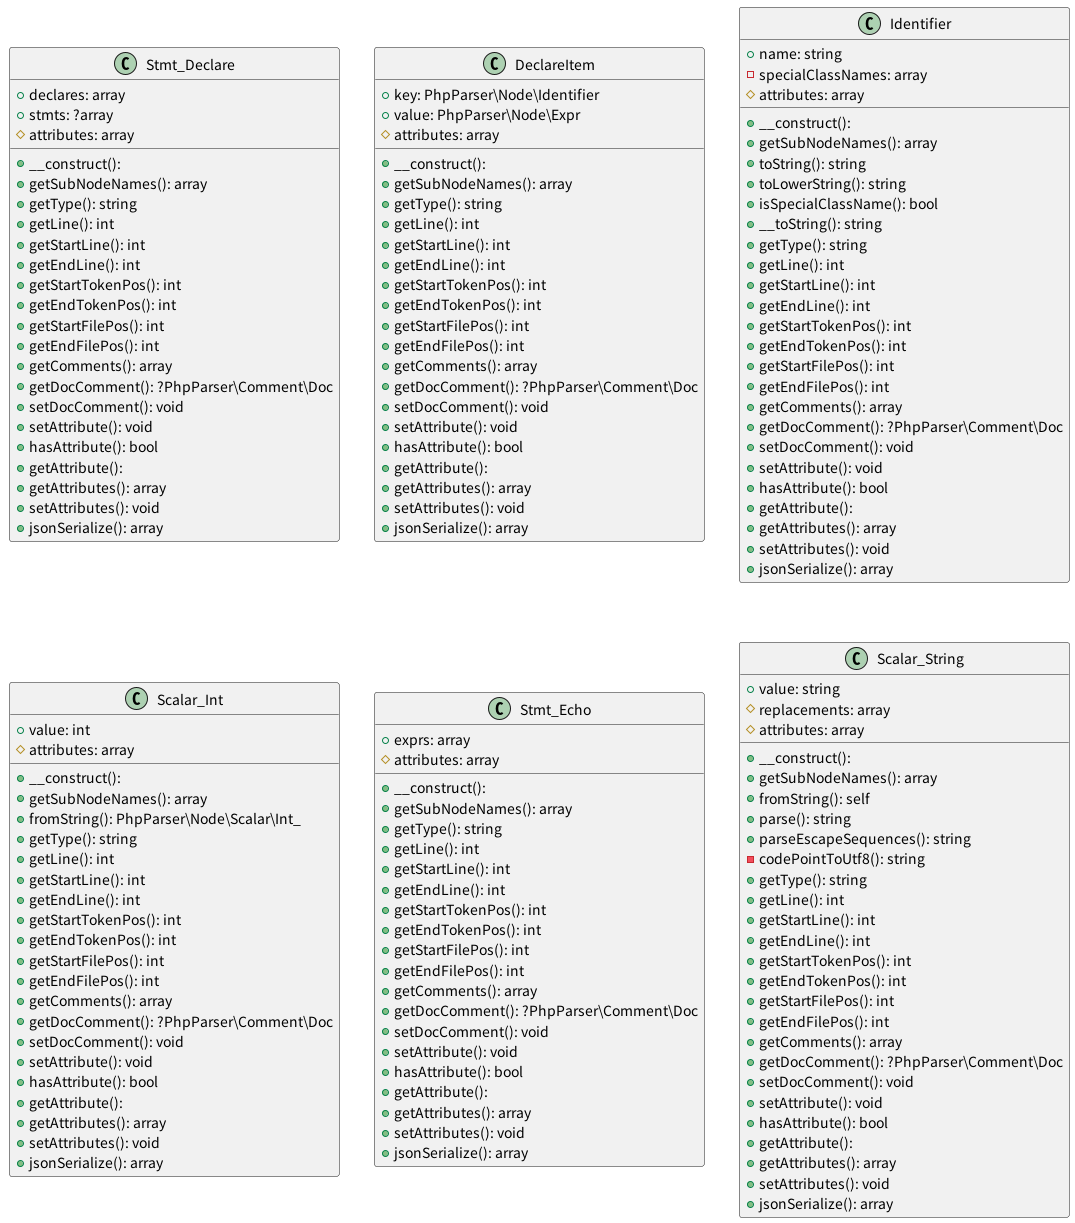 C Stmt_Declare
declares: array
stmts: ?array
attributes: array
__construct():
getSubNodeNames(): array
getType(): string
getLine(): int
getStartLine(): int
getEndLine(): int
getStartTokenPos(): int
getEndTokenPos(): int
getStartFilePos(): int
getEndFilePos(): int
getComments(): array
getDocComment(): ?PhpParser\Comment\Doc
setDocComment(): void
setAttribute(): void
hasAttribute(): bool
getAttribute():
getAttributes(): array
setAttributes(): void
jsonSerialize(): array
C DeclareItem
key: PhpParser\Node\Identifier
value: PhpParser\Node\Expr
attributes: array
__construct():
getSubNodeNames(): array
getType(): string
getLine(): int
getStartLine(): int
getEndLine(): int
getStartTokenPos(): int
getEndTokenPos(): int
getStartFilePos(): int
getEndFilePos(): int
getComments(): array
getDocComment(): ?PhpParser\Comment\Doc
setDocComment(): void
setAttribute(): void
hasAttribute(): bool
getAttribute():
getAttributes(): array
setAttributes(): void
jsonSerialize(): array
C Identifier
name: string
specialClassNames: array
attributes: array
__construct():
getSubNodeNames(): array
toString(): string
toLowerString(): string
isSpecialClassName(): bool
__toString(): string
getType(): string
getLine(): int
getStartLine(): int
getEndLine(): int
getStartTokenPos(): int
getEndTokenPos(): int
getStartFilePos(): int
getEndFilePos(): int
getComments(): array
getDocComment(): ?PhpParser\Comment\Doc
setDocComment(): void
setAttribute(): void
hasAttribute(): bool
getAttribute():
getAttributes(): array
setAttributes(): void
jsonSerialize(): array
C Scalar_Int
value: int
attributes: array
__construct():
getSubNodeNames(): array
fromString(): PhpParser\Node\Scalar\Int_
getType(): string
getLine(): int
getStartLine(): int
getEndLine(): int
getStartTokenPos(): int
getEndTokenPos(): int
getStartFilePos(): int
getEndFilePos(): int
getComments(): array
getDocComment(): ?PhpParser\Comment\Doc
setDocComment(): void
setAttribute(): void
hasAttribute(): bool
getAttribute():
getAttributes(): array
setAttributes(): void
jsonSerialize(): array
C Stmt_Echo
exprs: array
attributes: array
__construct():
getSubNodeNames(): array
getType(): string
getLine(): int
getStartLine(): int
getEndLine(): int
getStartTokenPos(): int
getEndTokenPos(): int
getStartFilePos(): int
getEndFilePos(): int
getComments(): array
getDocComment(): ?PhpParser\Comment\Doc
setDocComment(): void
setAttribute(): void
hasAttribute(): bool
getAttribute():
getAttributes(): array
setAttributes(): void
jsonSerialize(): array
C Scalar_String
value: string
replacements: array
attributes: array
__construct():
getSubNodeNames(): array
fromString(): self
parse(): string
parseEscapeSequences(): string
codePointToUtf8(): string
getType(): string
getLine(): int
getStartLine(): int
getEndLine(): int
getStartTokenPos(): int
getEndTokenPos(): int
getStartFilePos(): int
getEndFilePos(): int
getComments(): array
getDocComment(): ?PhpParser\Comment\Doc
setDocComment(): void
setAttribute(): void
hasAttribute(): bool
getAttribute():
getAttributes(): array
setAttributes(): void
jsonSerialize(): array